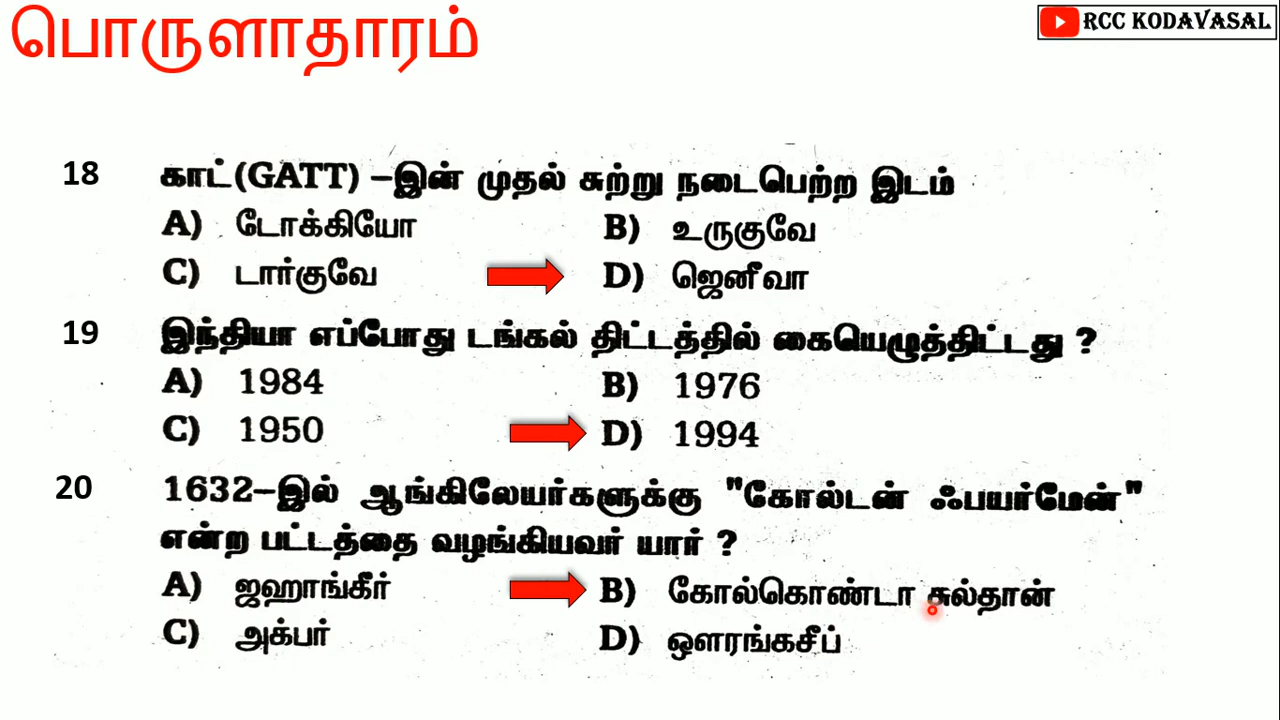 பொருளாதாரம்
RCC KODAVASAL
18 காட்(GATT) –இன் முதல் சுற்று நடைபெற்ற இடம்
A) டோக்கியோ B) உருகுவே
C) டார்குவே D) ஜெனீவா
19 இந்தியா எப்போது டங்கல் திட்டத்தில் கையெழுத்திட்டது ?
A) 1984 B) 1976
C) 1950 D) 1994
20 1632–இல் ஆங்கிலேயர்களுக்கு "கோல்டன் ஃபயர்மேன்"
என்ற பட்டத்தை வழங்கியவர் யார் ?
A) ஜஹாங்கீர் B) கோல்கொண்டா சுல்தான்
C) அக்பர் D) ஔரங்கசீப்